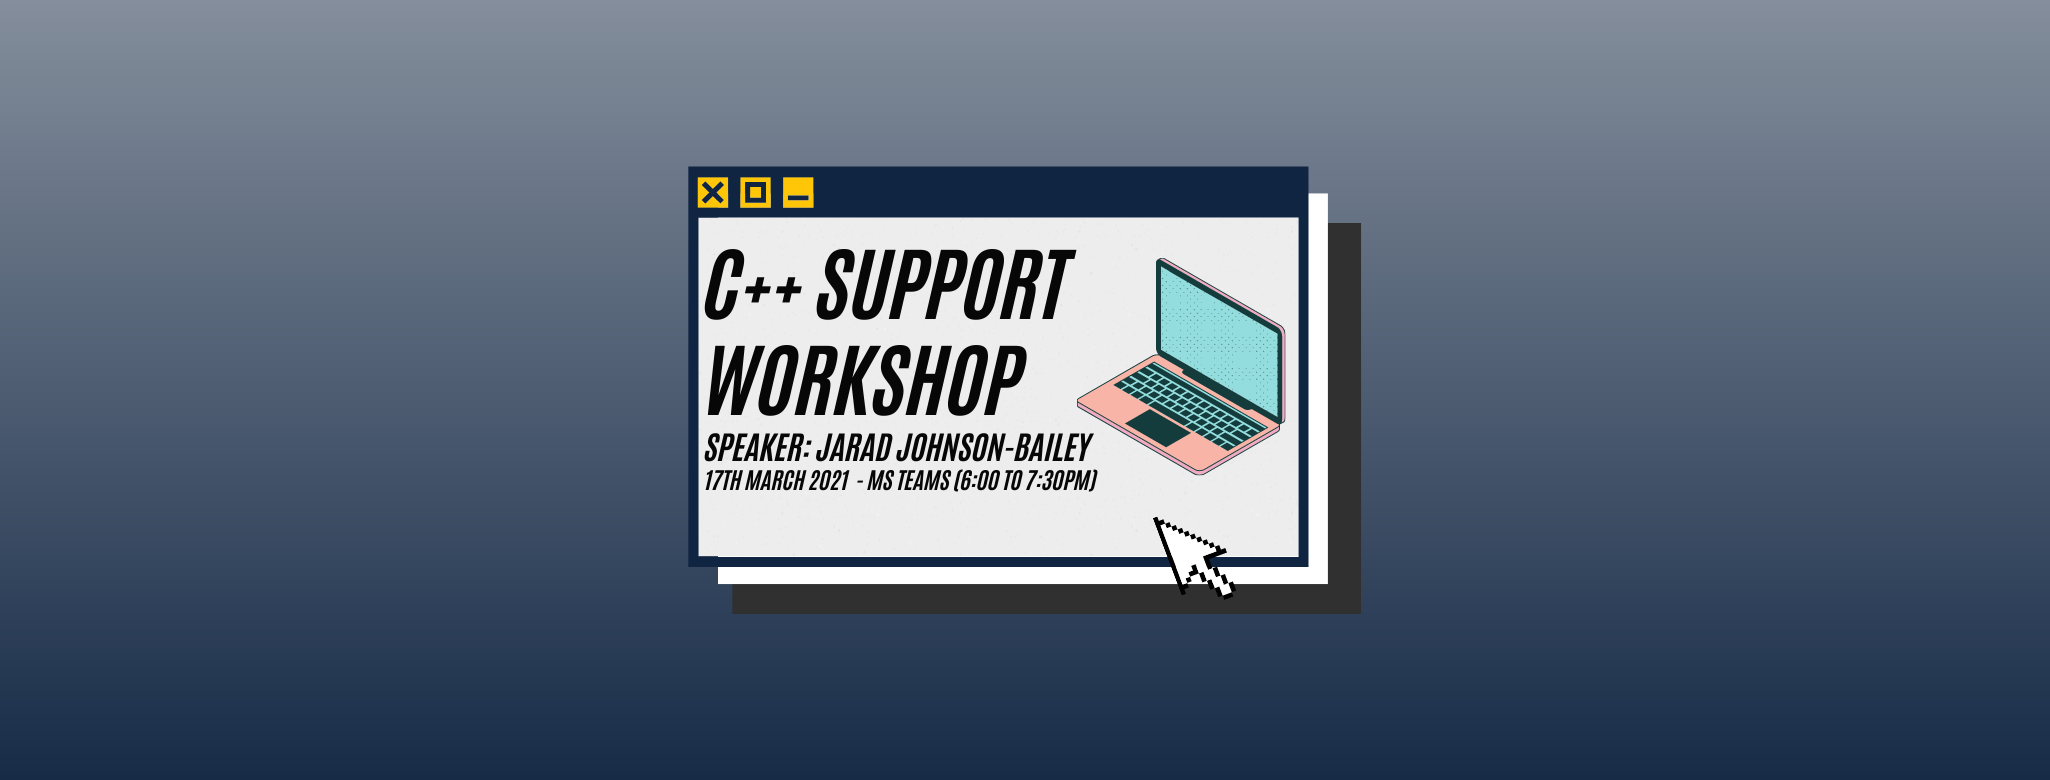 C++ SUPPORT
WORKSHOP
SPEAKER: JARAD JOHNSON-BAILEY
17TH MARCH 2021 - MS TEAMS (6:00 TO 7:30PM)